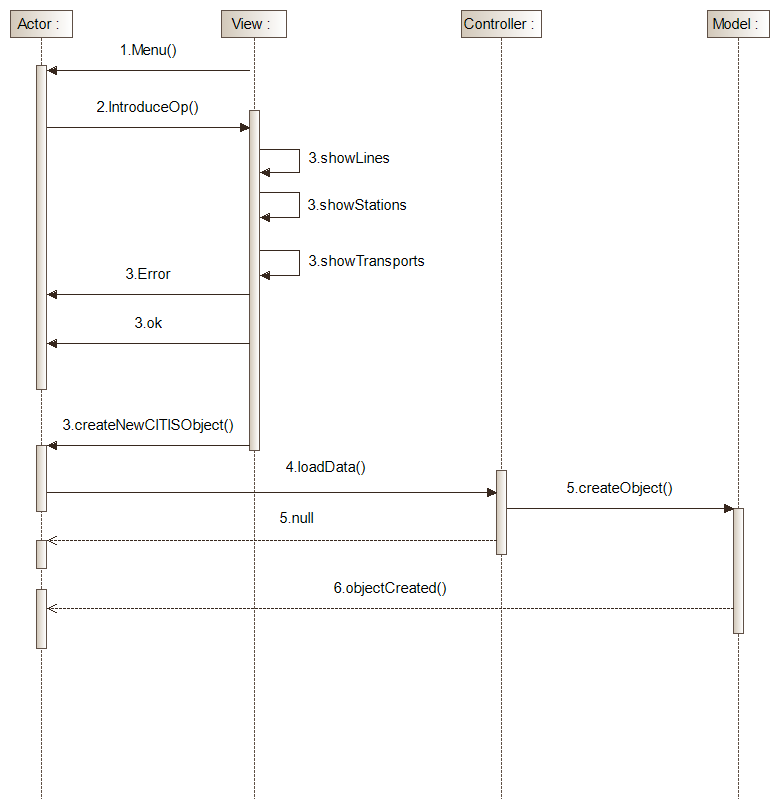 Actor :
View :
Controller :
Model :
1.Menu()
2.IntroduceOp()
3.showLines
3.showStations
3.showTransports
3.Error
3.ok
3.createNewCITISObject()
4.loadData()
5.createObject()
5.null
6.objectCreated()